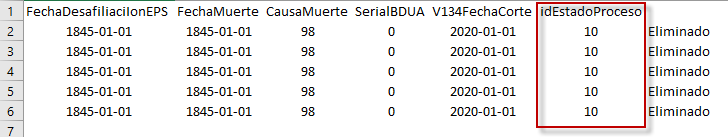 1 FechaDesafiliacIonEPS FechaMuerte CausaMuerte SerialBDUA V134FechaCorte idEstadoProceso
2 1845-01-01 1845-01-01 98 0 2020-01-01 10 Eliminado
3 1845-01-01 1845-01-01 98 0 2020-01-01 10 Eliminado
4 1845-01-01 1845-01-01 98 0 2020-01-01 10 Eliminado
5 1845-01-01 1845-01-01 98 0 2020-01-01 10 Eliminado
6 1845-01-01 1845-01-01 98 0 2020-01-01 10 Eliminado
7